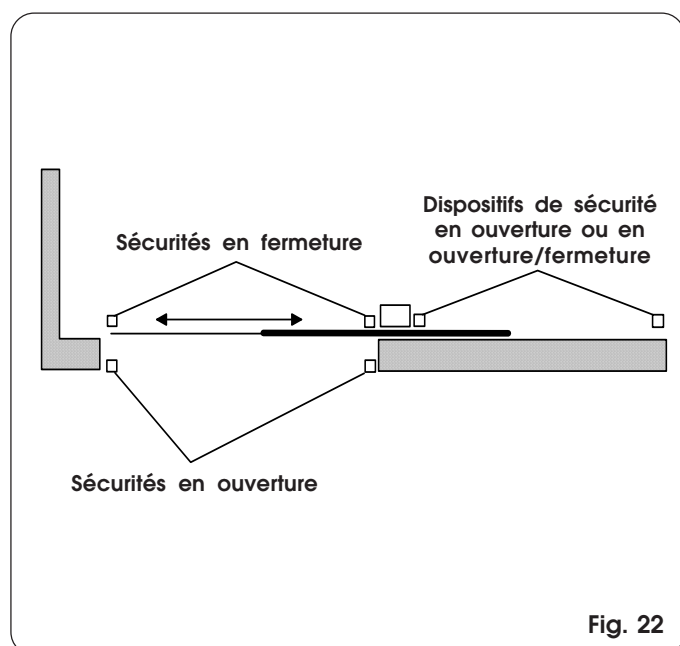 Dispositifs de sécurité
en ouverture ou en
ouverture/fermeture
Sécurités en fermeture
Sécurités en ouverture
Fig. 22